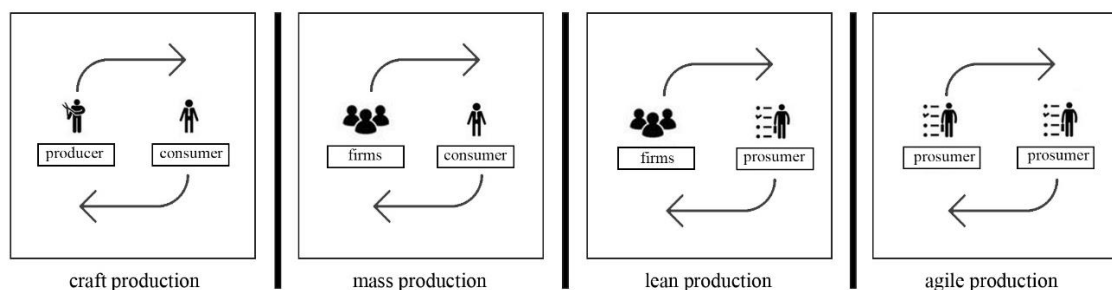 producer
consumer
firms
consumer
firms
prosumer
prosumer
prosumer
craft production
mass production
lean production
agile production